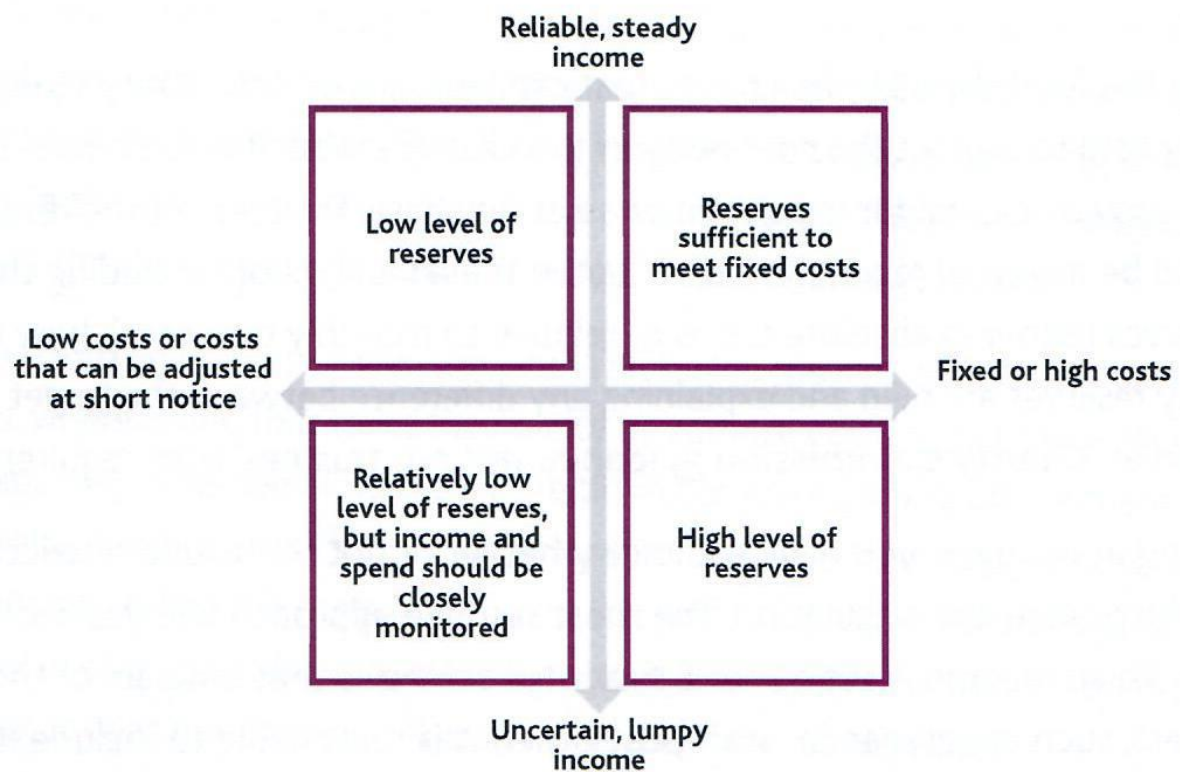 Reliable, steady
income
Low level of
reserves
Reserves
sufficient to
meet fixed costs
Low costs or costs
that can be adjusted
at short notice
Fixed or high costs
Relatively low
level of reserves,
but income and
spend should be
closely
monitored
High level of
reserves
Uncertain, lumpy
income